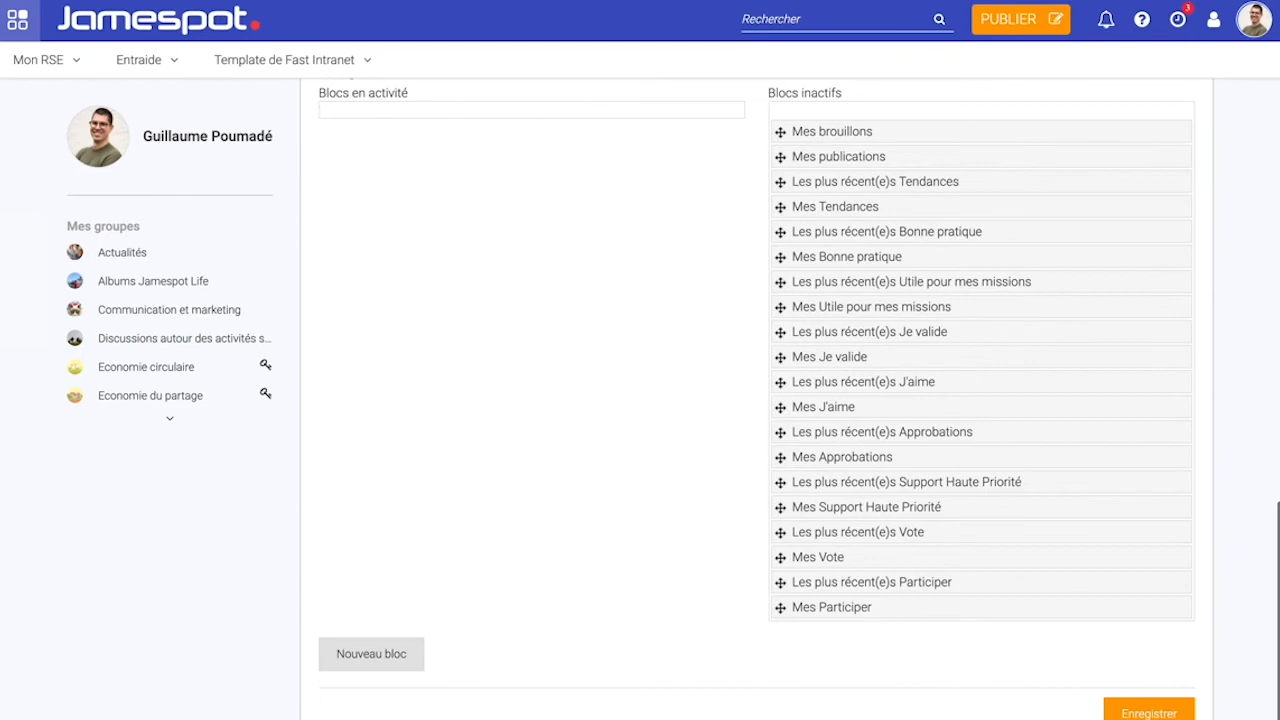 Jamespot.
Rechercher
PUBLIER
3
Mon RSE
Entraide
Template de Fast Intranet
Guillaume Poumadé
Mes groupes
Actualités
Albums Jamespot Life
Communication et marketing
Discussions autour des activités s...
Economie circulaire
Economie du partage
Blocs en activité
Blocs inactifs
Mes brouillons
Mes publications
Les plus récent(e)s Tendances
Mes Tendances
Les plus récent(e)s Bonne pratique
Mes Bonne pratique
Les plus récent(e)s Utile pour mes missions
Mes Utile pour mes missions
Les plus récent(e)s Je valide
Mes Je valide
Les plus récent(e)s J'aime
Mes J'aime
Les plus récent(e)s Approbations
Mes Approbations
Les plus récent(e)s Support Haute Priorité
Mes Support Haute Priorité
Les plus récent(e)s Vote
Mes Vote
Les plus récent(e)s Participer
Mes Participer
Nouveau bloc
Enregistrer